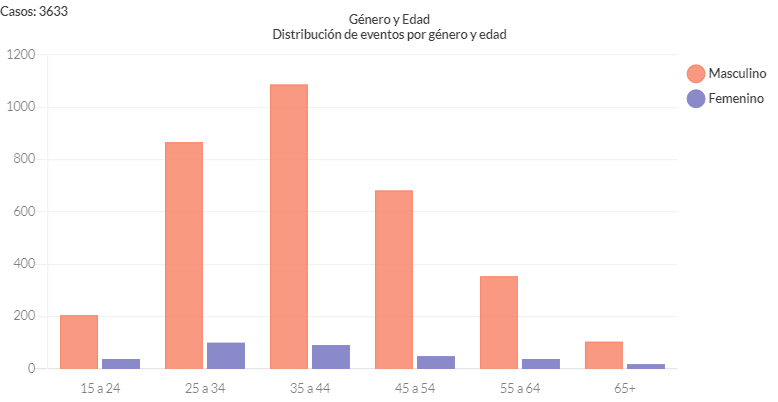 Casos: 3633
Género y Edad
Distribución de eventos por género y edad
1200
1000
800
600
400
200
0
Masculino
Femenino
15 a 24
25 a 34
35 a 44
45 a 54
55 a 64
65+